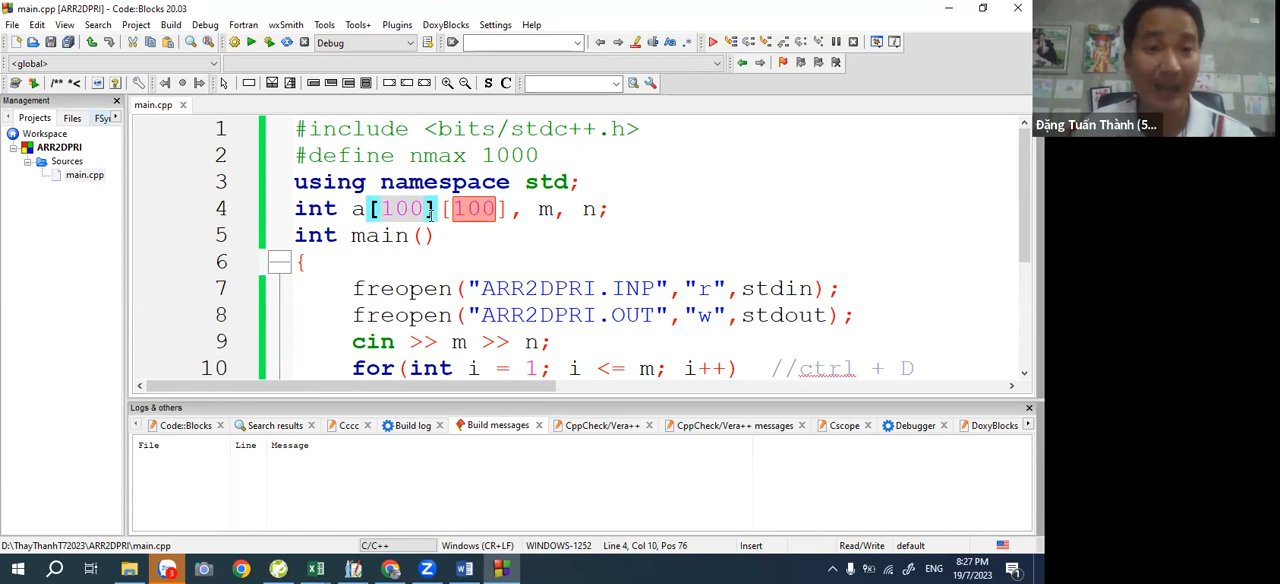 main.cpp [ARR2DPRI] - Code::Blocks 20.03
File Edit View Search Project Build Debug Fortran wxSmith Tools Tools+ Plugins DoxyBlocks Settings Help
Debug
<global>
/** *<
S C
Management
Projects Files FSy
Workspace
ARR2DPRI
Sources
main.cpp
main.cpp
1 #include <bits/stdc++.h>
2 #define nmax 1000
3 using namespace std;
4 int a[100][100], m, n;
5 int main()
6 {
7 freopen("ARR2DPRI.INP","r",stdin);
8 freopen("ARR2DPRI.OUT","w",stdout);
9 cin >> m >> n;
10 for(int i = 1; i <= m; i++) //ctrl + D
Đặng Tuấn Thành (5...
Logs & others
Code::Blocks Search results Cccc Build log Build messages CppCheck/Vera++ CppCheck/Vera++ messages Cscope Debugger DoxyBlocks
File Line Message
D:\ThayThanhT72023\ARR2DPRI\main.cpp C/C++ Windows (CR+LF) WINDOWS-1252 Line 4, Col 10, Pos 76 Insert Read/Write default
ENG 8:27 PM
19/7/2023